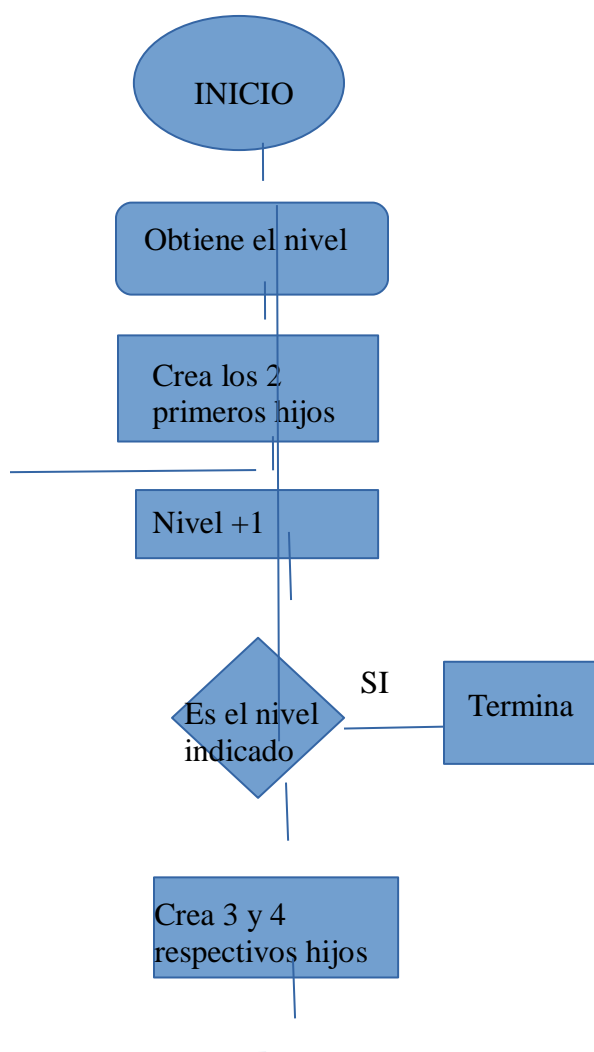 INICIO
Obtiene el nivel
Crea los 2
primeros hijos
Nivel +1
SI
Es el nivel
indicado
Termina
Crea 3 y 4
respectivos hijos